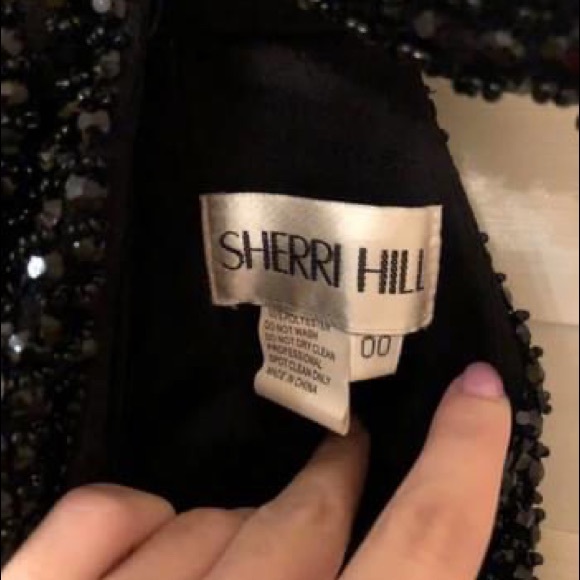 SHERRI HILL
POLYESTER
DO NOT WASH
DO NOT DRY CLEAN
PROFESSIONAL
SPOT CLEAN ONLY
MADE IN CHINA
00